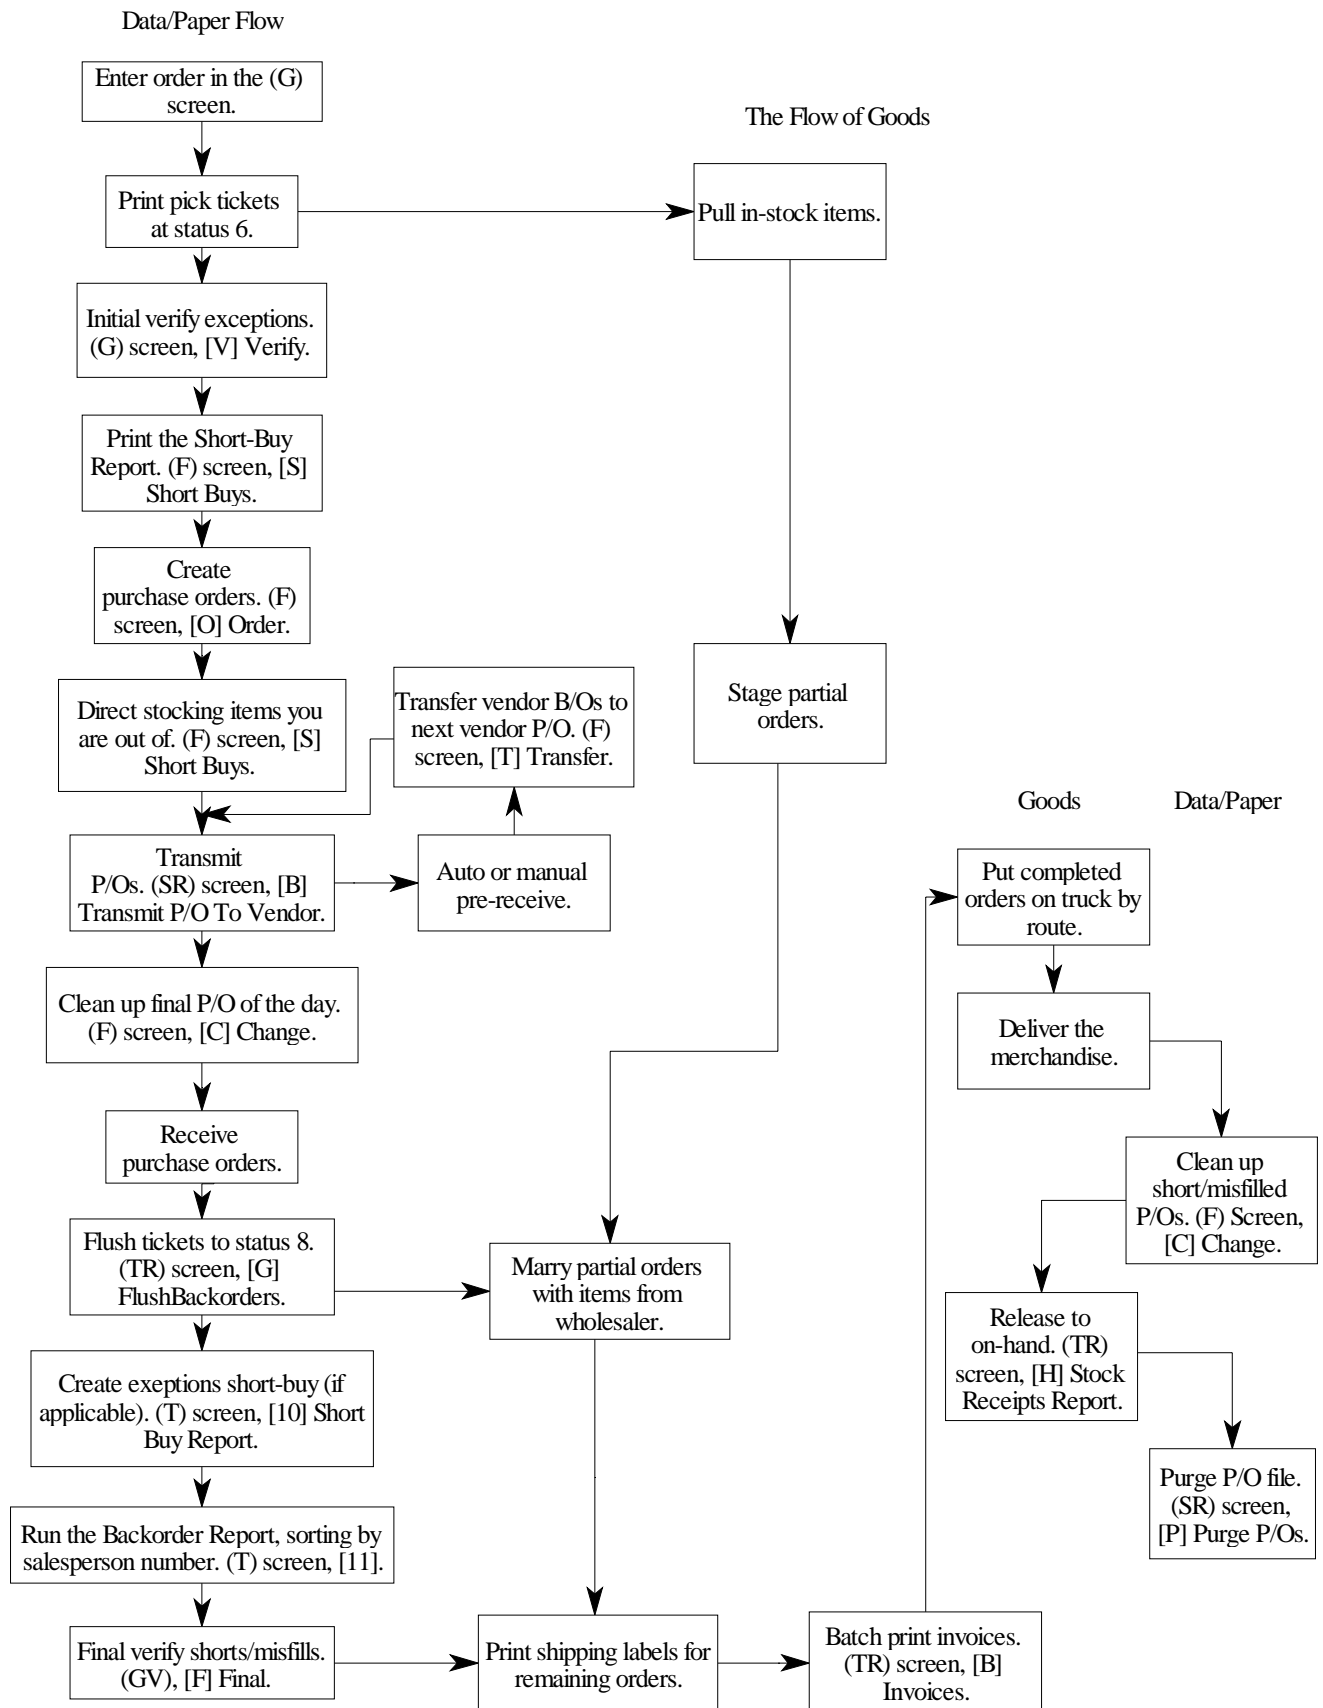 Data/Paper Flow
Enter order in the (G)
screen.
The Flow of Goods
Print pick tickets
at status 6.
Pull in-stock items.
Initial verify exceptions.
(G) screen, [V] Verify.
Print the Short-Buy
Report. (F) screen, [S]
Short Buys.
Create
purchase orders. (F)
screen, [O] Order.
Direct stocking items you
are out of. (F) screen, [S]
Short Buys.
Transfer vendor B/Os to
next vendor P/O. (F)
screen, [T] Transfer.
Stage partial
orders.
Transmit
P/Os. (SR) screen, [B]
Transmit P/O To Vendor.
Auto or manual
pre-receive.
Goods
Data/Paper
Put completed
orders on truck by
route.
Clean up final P/O of the day.
(F) screen, [C] Change.
Deliver the
merchandise.
Receive
purchase orders.
Clean up
short/misfilled
P/Os. (F) Screen,
[C] Change.
Flush tickets to status 8.
(TR) screen, [G]
FlushBackorders.
Marry partial orders
with items from
wholesaler.
Release to
on-hand. (TR)
screen, [H] Stock
Receipts Report.
Create exeptions short-buy (if
applicable). (T) screen, [10] Short
Buy Report.
Purge P/O file.
(SR) screen,
[P] Purge P/Os.
Run the Backorder Report, sorting by
salesperson number. (T) screen, [11].
Final verify shorts/misfills.
(GV), [F] Final.
Print shipping labels for
remaining orders.
Batch print invoices.
(TR) screen, [B]
Invoices.